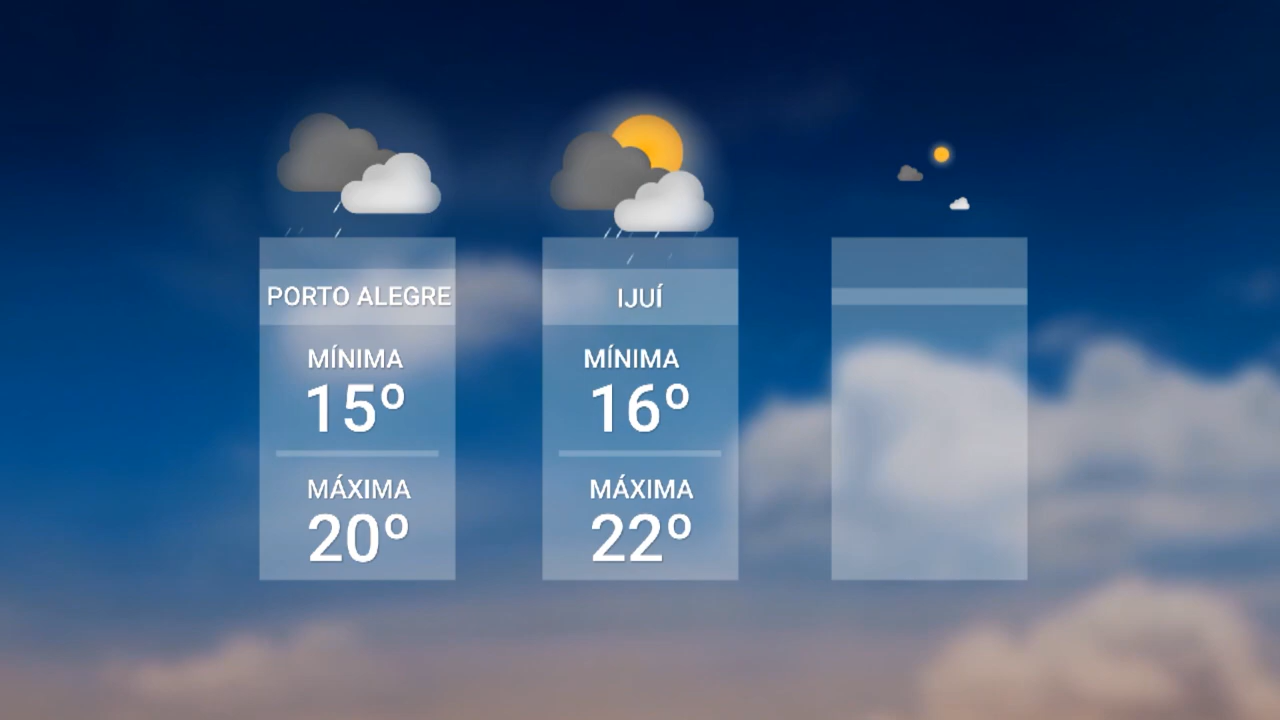 PORTO ALEGRE
MÍNIMA
15º
MÁXIMA
20º
IJUÍ
MÍNIMA
16º
MÁXIMA
22º